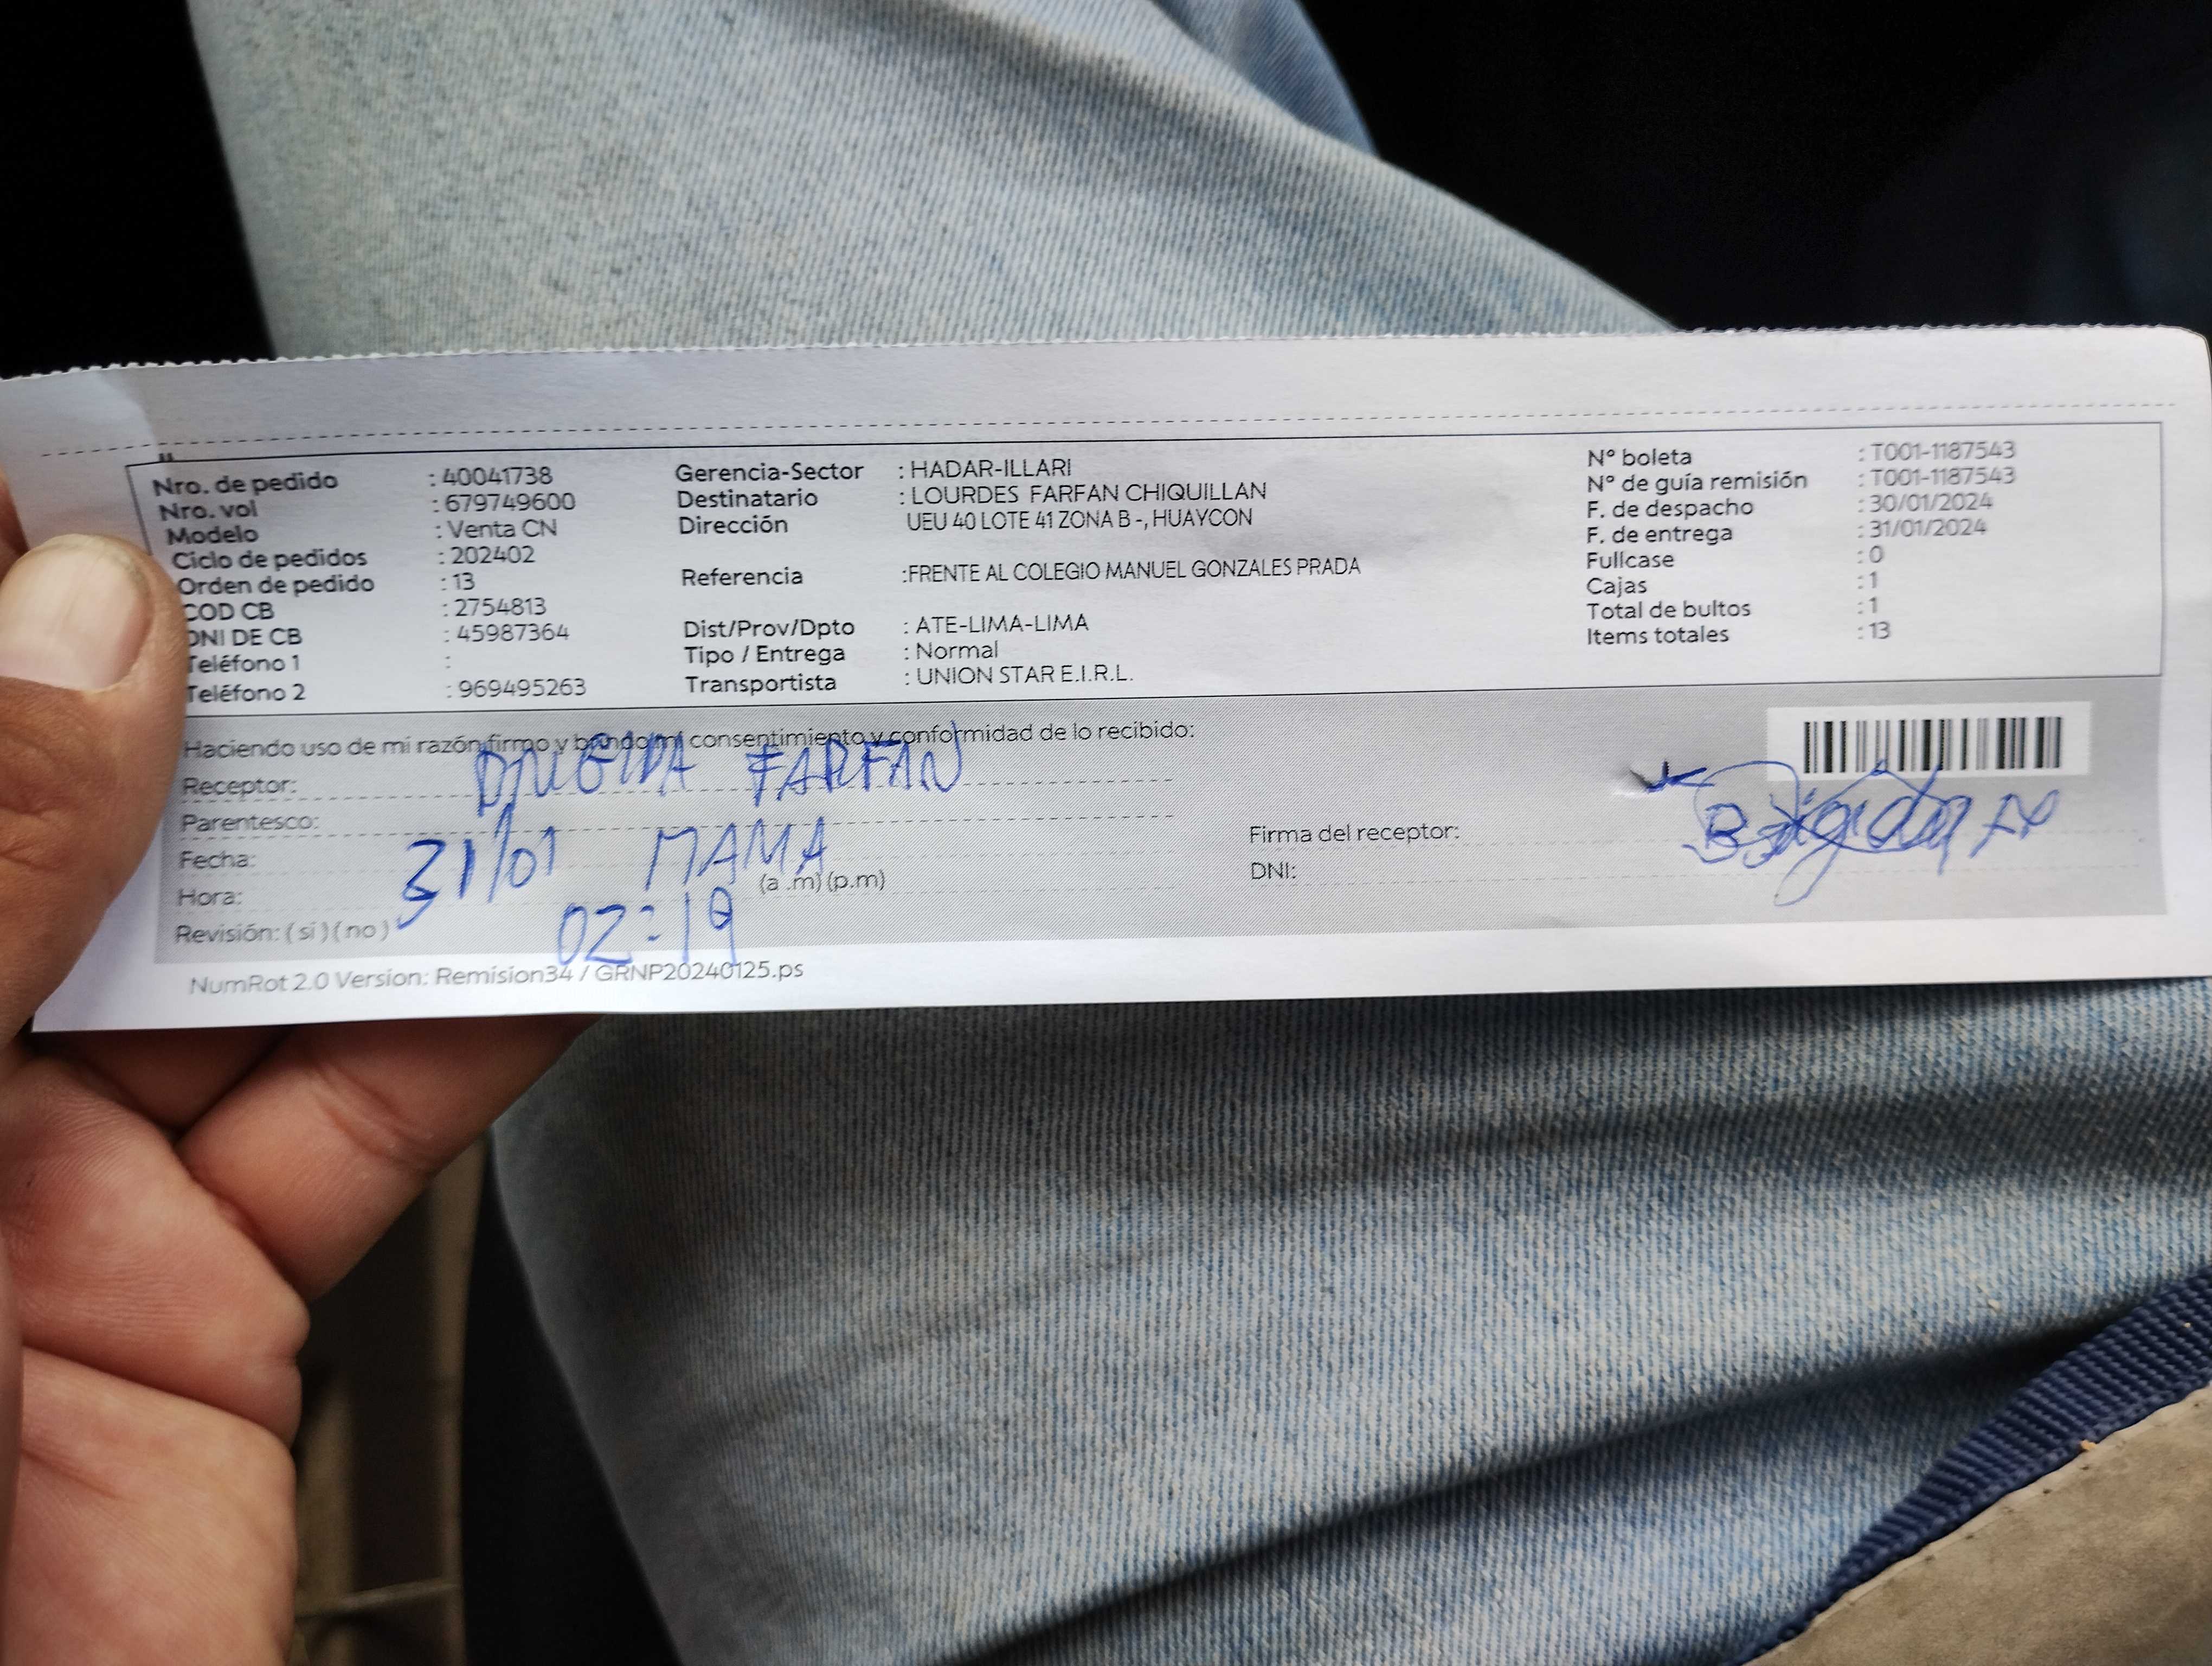 Nro. de pedido : 40041738
Nro. vol : 679749600
Modelo : Venta CN
Ciclo de pedidos : 202402
Orden de pedido : 13
COD CB : 2754813
DNI DE CB : 45987364
Teléfono 1 :
Teléfono 2 : 969495263
Gerencia-Sector : HADAR-ILLARI
Destinatario : LOURDES FARFAN CHIQUILLAN
Dirección UEU 40 LOTE 41 ZONA B -, HUAYCON
Referencia :FRENTE AL COLEGIO MANUEL GONZALES PRADA
Dist/Prov/Dpto : ATE-LIMA-LIMA
Tipo / Entrega : Normal
Transportista : UNION STAR E.I.R.L.
N° boleta : T001-1187543
N° de guía remisión : T001-1187543
F. de despacho : 30/01/2024
F. de entrega : 31/01/2024
Fullcase : 0
Cajas : 1
Total de bultos : 1
Items totales : 13
Haciendo uso de mi razón firmo y brindo mi consentimiento y conformidad de lo recibido:
Receptor: FARFAN
Parentesco: MAMA
Fecha: 31/01
Hora: 02:19 (a .m) (p.m)
Revisión: ( si ) ( no )
Firma del receptor:
DNI:
NumRot 2.0 Version: Remision34 / GRNP20240125.ps